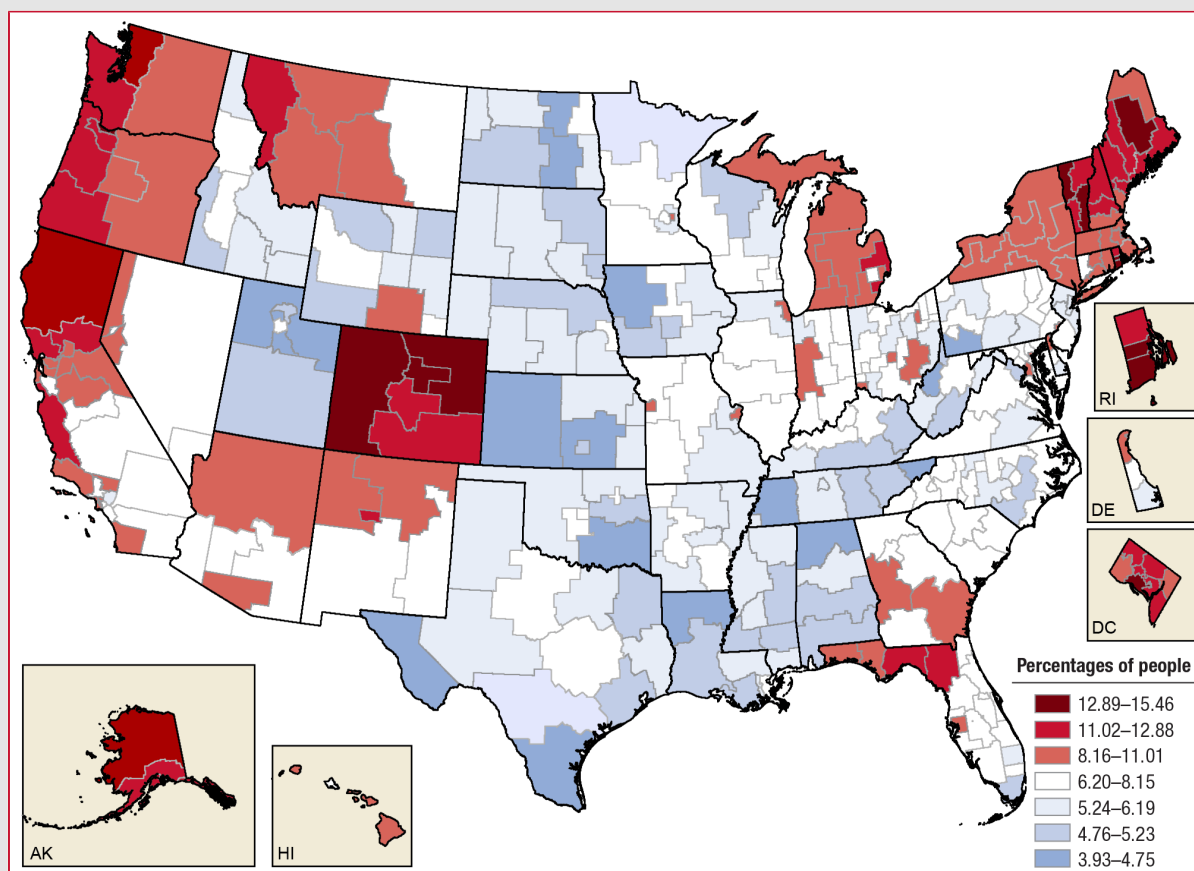 RI
DE
DC
AK
HI
Percentages of people
12.89–15.46
11.02–12.88
8.16–11.01
6.20–8.15
5.24–6.19
4.76–5.23
3.93–4.75